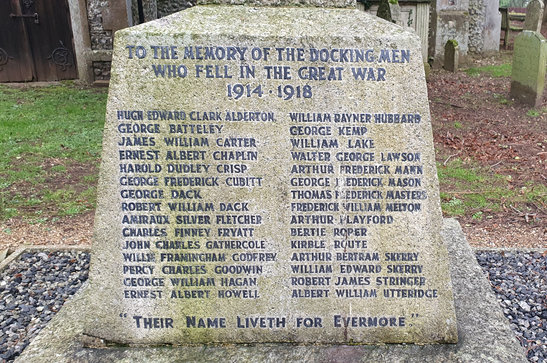 TO THE MEMORY OF THE DOCKING MEN
WHO FELL IN THE GREAT WAR
1914 - 1918
HUGH EDWARD CLARK ALDERTON.
GEORGE BATTELEY
JAMES WILLIAM CARTER
ERNEST ALBERT CHAPLIN
HAROLD DUDLEY CRISP
GEORGE FREDERICK CUBITT
GEORGE DACK
ROBERT WILLIAM DACK
SILVER FLETCHER
CHARLES FINNEY FRYATT
JOHN CHARLES GATHERCOLE
FRAMINGHAM GODFREY
PERCY CHARLES GOODWIN
GEORGE WILLIAM HAGAN
ERNEST ALBERT HOWELL
WILLIAM RAYNER HUBBARD
GEORGE KEMP
WILLIAM LAKE
WALTER GEORGE LAWSON
ARTHUR FREDERICK MANN
GEORGE MASON
THOMAS FREDERICK MASTERS
FREDERICK WILLIAM MELTON
ARTHUR PLAYFORD
BERTIE ROPER
KIRBLE ROUTE
ARTHUR BERTRAM SKERRY
WILLIAM EDWARD SKERRY
ROBERT JAMES STRINGER
ALBERT WILLIAM UTTERIDGE
"THEIR NAME LIVETH FOR EVERMORE."